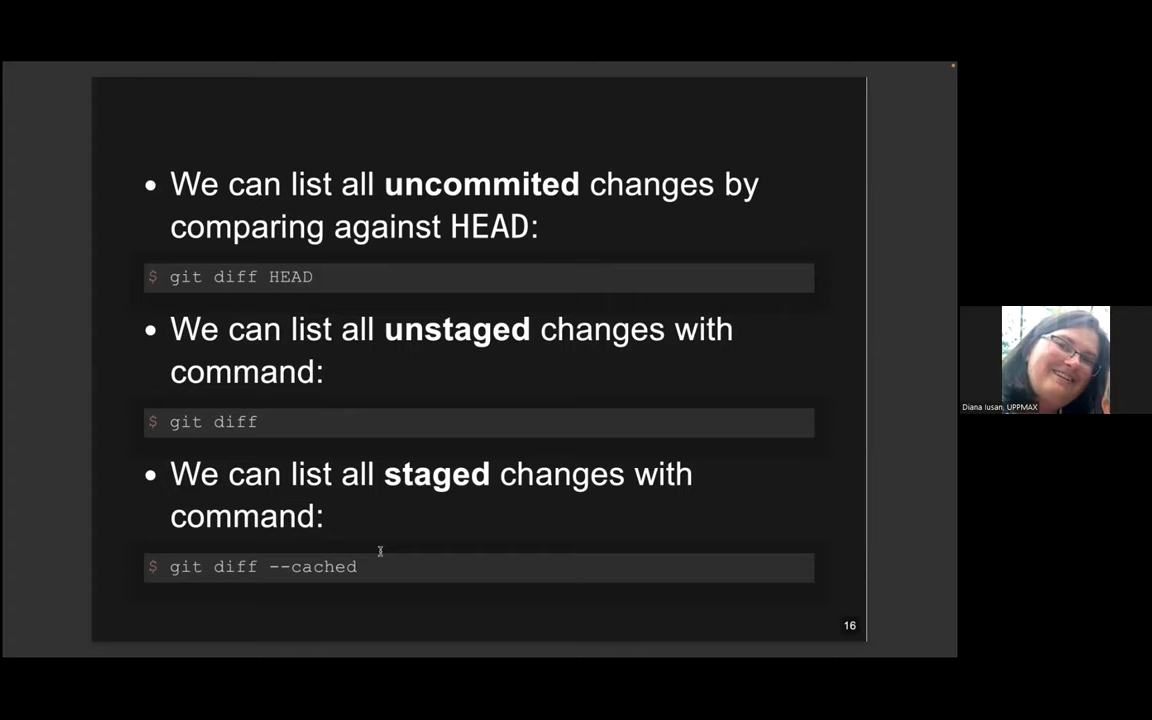 • We can list all uncommited changes by
comparing against HEAD:
$ git diff HEAD
• We can list all unstaged changes with
command:
$ git diff
• We can list all staged changes with
command:
$ git diff --cached
16
Diana Iusan, UPPMAX